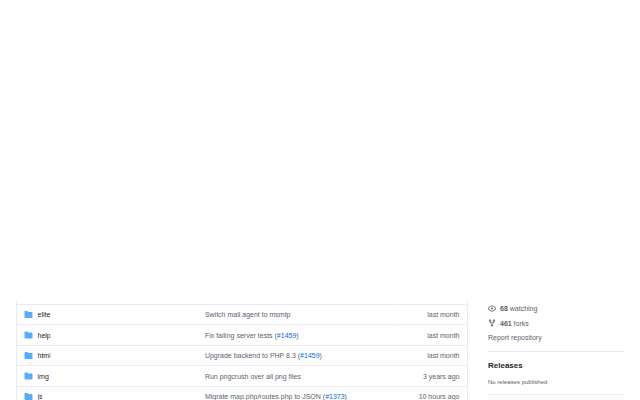 elite Switch mail agent to msmtp last month
help Fix failing server tests (#1459) last month
html Upgrade backend to PHP 8.3 (#1459) last month
img Run pngcrush over all png files 3 years ago
js Migrate map.php/routes.php to JSON (#1373) 10 hours ago
68 watching
461 forks
Report repository
Releases
No releases published